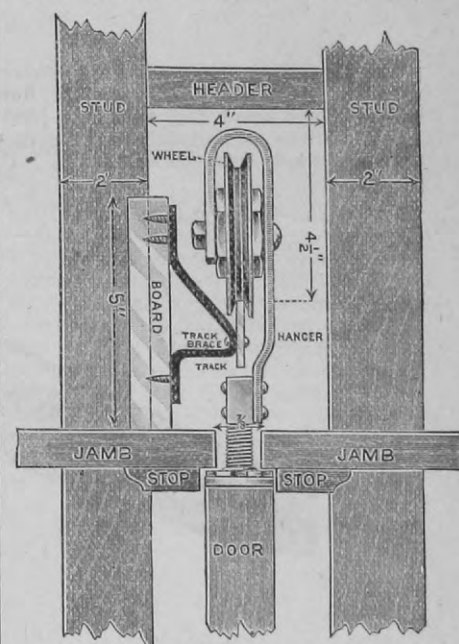 HEADER
STUD
STUD
4"
WHEEL
2"
2"
4½"
5"
BOARD
TRACK
BRACE
HANGER
TRACK
⅞
JAMB
JAMB
STOP
STOP
DOOR